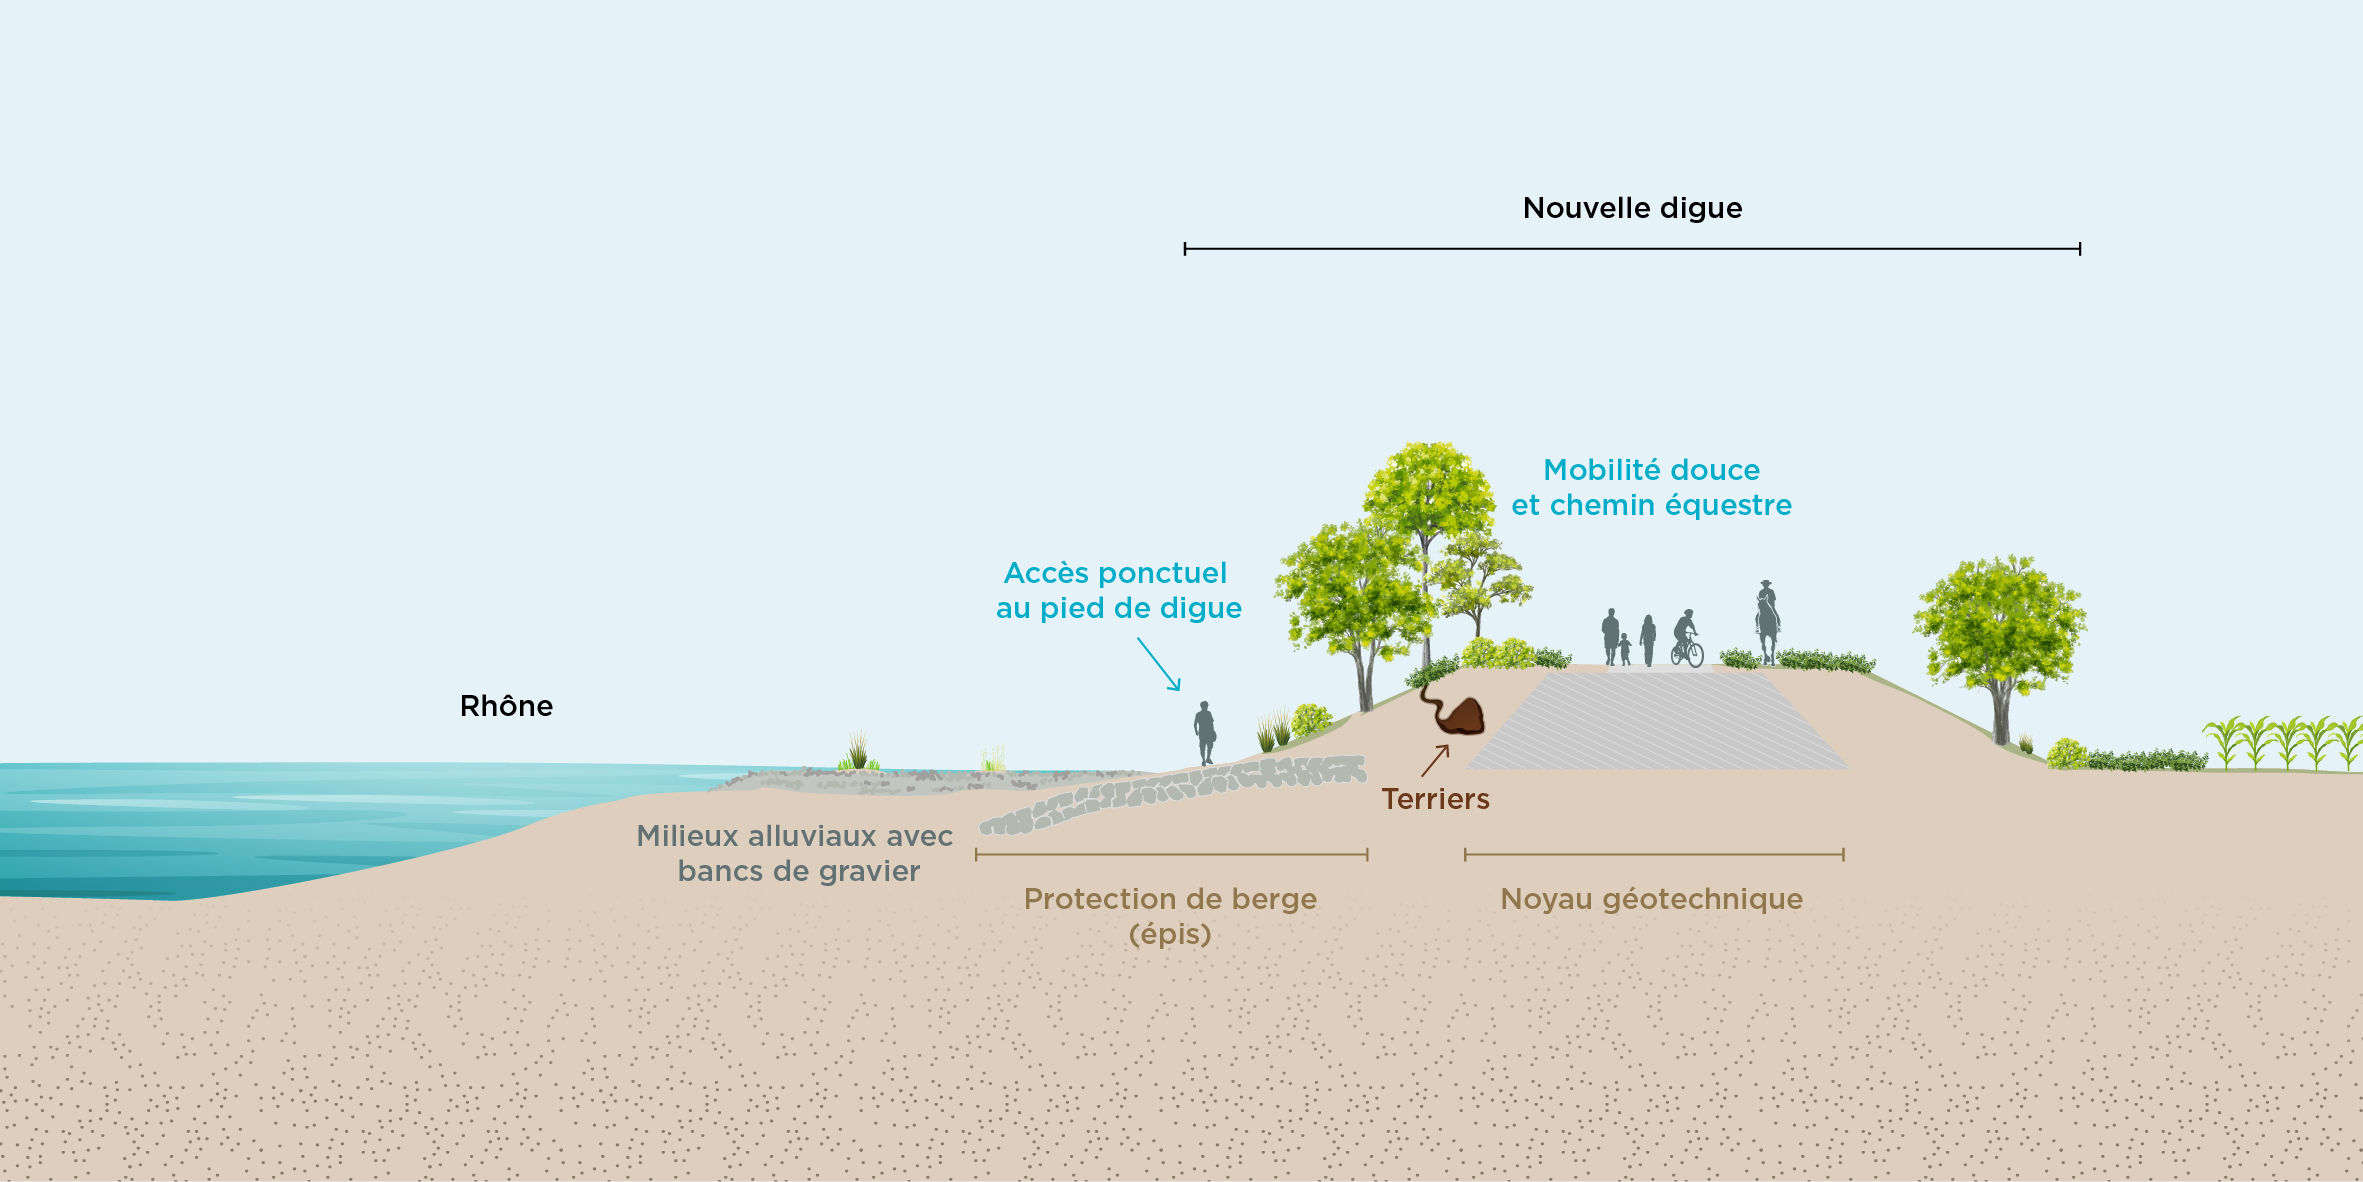 Nouvelle digue
Mobilité douce
et chemin équestre
Accès ponctuel
au pied de digue
Rhône
Terriers
Milieux alluviaux avec
bancs de gravier
Protection de berge
(épis)
Noyau géotechnique